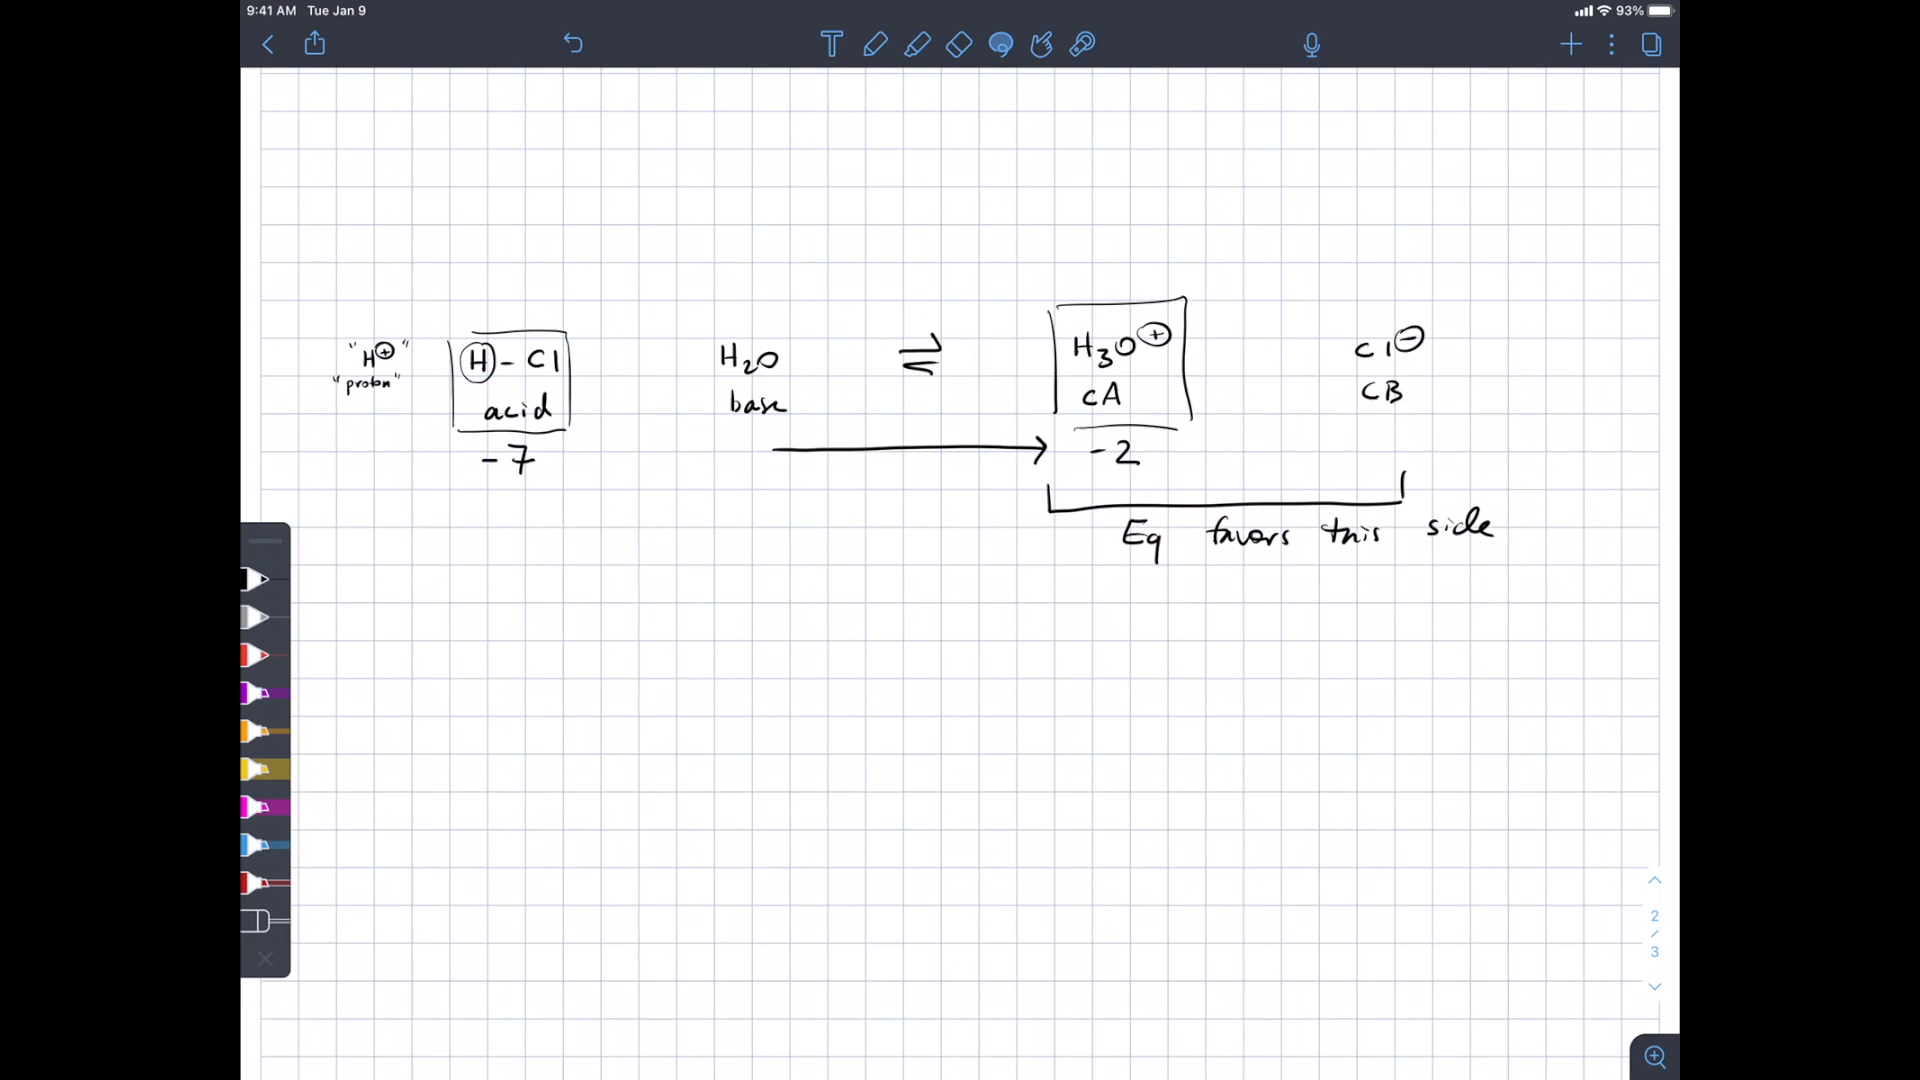 9:41 AM Tue Jan 9
93%
"H⊕"
"proton"
H - Cl
acid
-7
H₂O
base
⇌
H₃O⊕
CA
-2
Cl⊖
CB
Eq favors this side
2
/
3